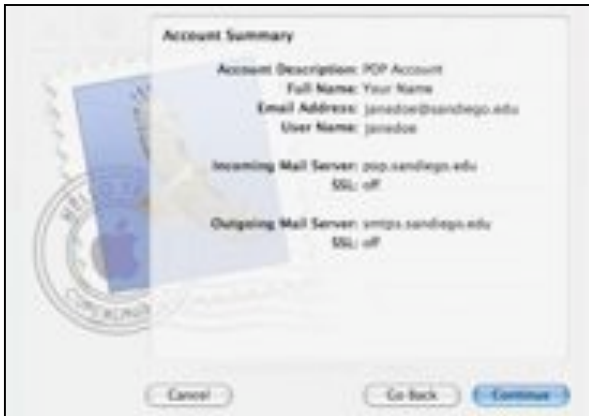 Account Summary
Account Description: POP Account
Full Name: Your Name
Email Address: janedoe@sandiego.edu
User Name: janedoe
Incoming Mail Server: pop.sandiego.edu
SSL: off
Outgoing Mail Server: smtps.sandiego.edu
SSL: off
Cancel
Go Back
Continue